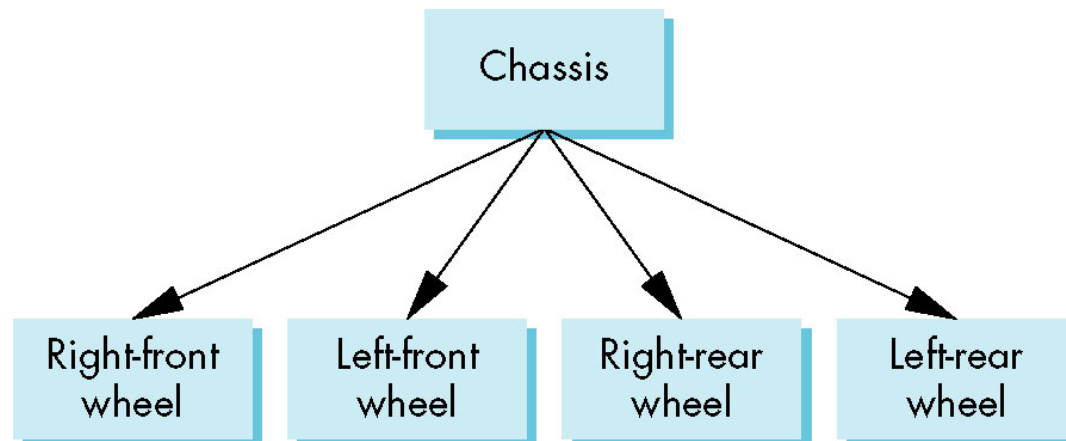 Chassis
Right-front
wheel
Left-front
wheel
Right-rear
wheel
Left-rear
wheel